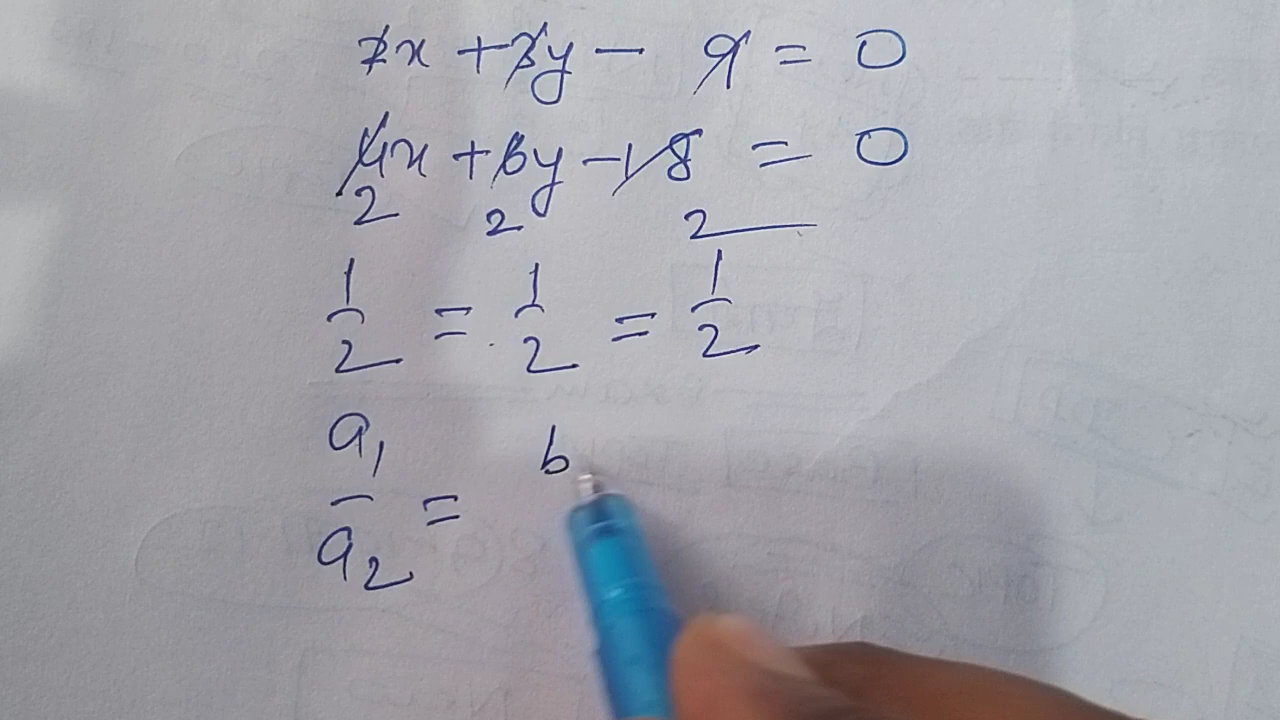 2x + 3y - 9 = 0
4x + 6y - 18 = 0
2 2 2
1/2 = 1/2 = 1/2
a1/a2 = b